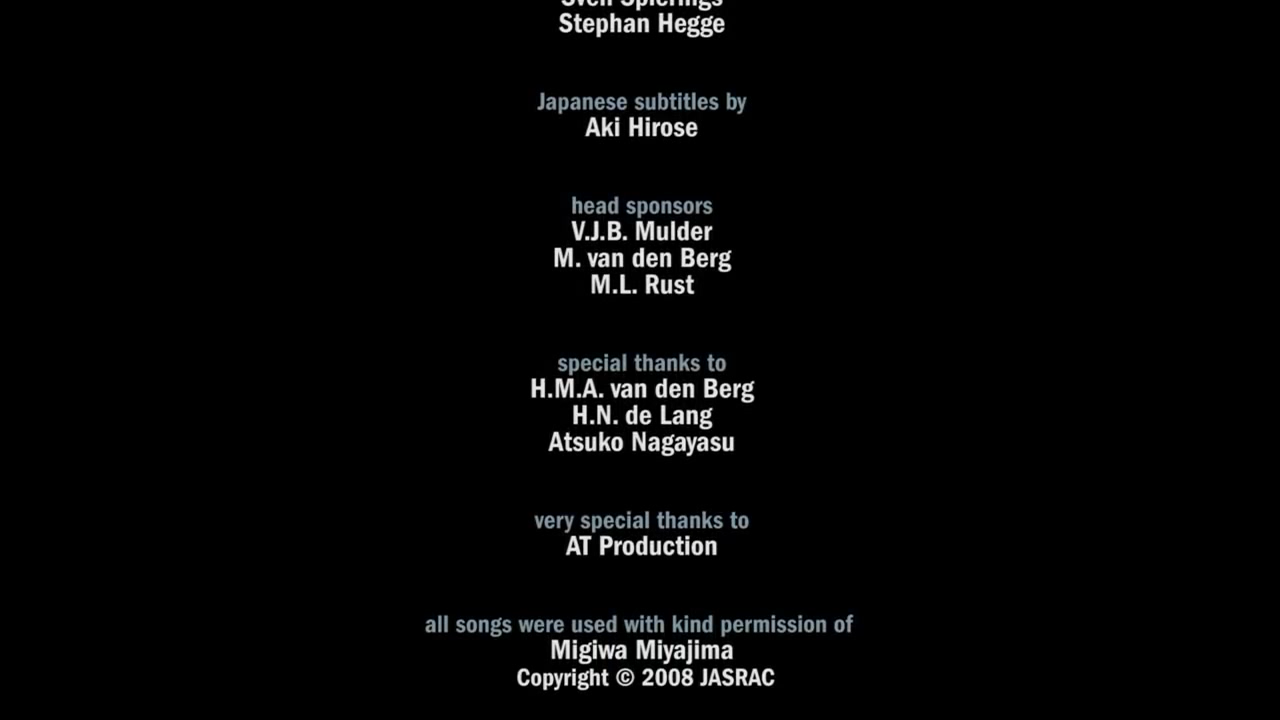 Sven Spierings
Stephan Hegge
Japanese subtitles by
Aki Hirose
head sponsors
V.J.B. Mulder
M. van den Berg
M.L. Rust
special thanks to
H.M.A. van den Berg
H.N. de Lang
Atsuko Nagayasu
very special thanks to
AT Production
all songs were used with kind permission of
Migiwa Miyajima
Copyright © 2008 JASRAC